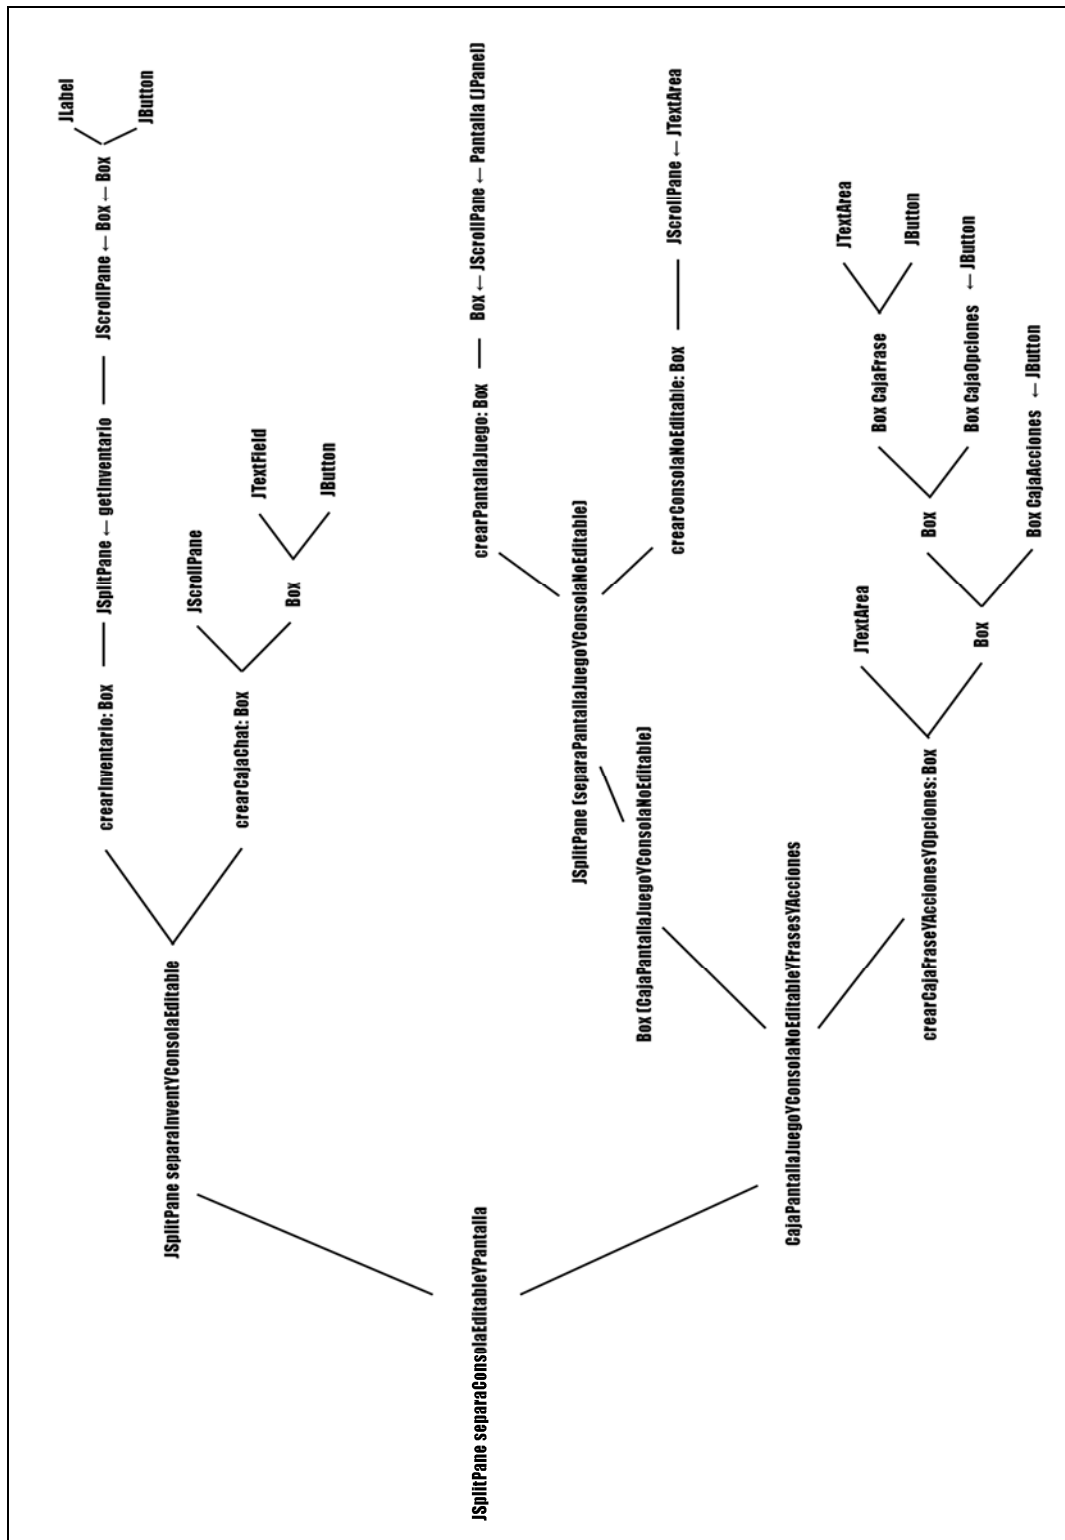 JSplitPane separaConsolaEditableYPantalla
JSplitPane separaInventYConsolaEditable
crearInventario: Box
JSplitPane ← getInventario
JScrollPane ← Box ← Box
JLabel
JButton
crearCajaChat: Box
JScrollPane
Box
JTextField
JButton
CajaPantallaJuegoYConsolaNoEditableYFrasesYAcciones
Box (CajaPantallaJuegoYConsolaNoEditable)
JSplitPane (separaPantallaJuegoYConsolaNoEditable)
crearPantallaJuego: Box
Box ← JScrollPane ← Pantalla (JPanel)
crearConsolaNoEditable: Box
JScrollPane ← JTextArea
crearCajaFraseYAccionesYOpciones: Box
JTextArea
Box
Box
Box CajaFrase
JTextArea
JButton
Box CajaOpciones ← JButton
Box CajaAcciones ← JButton